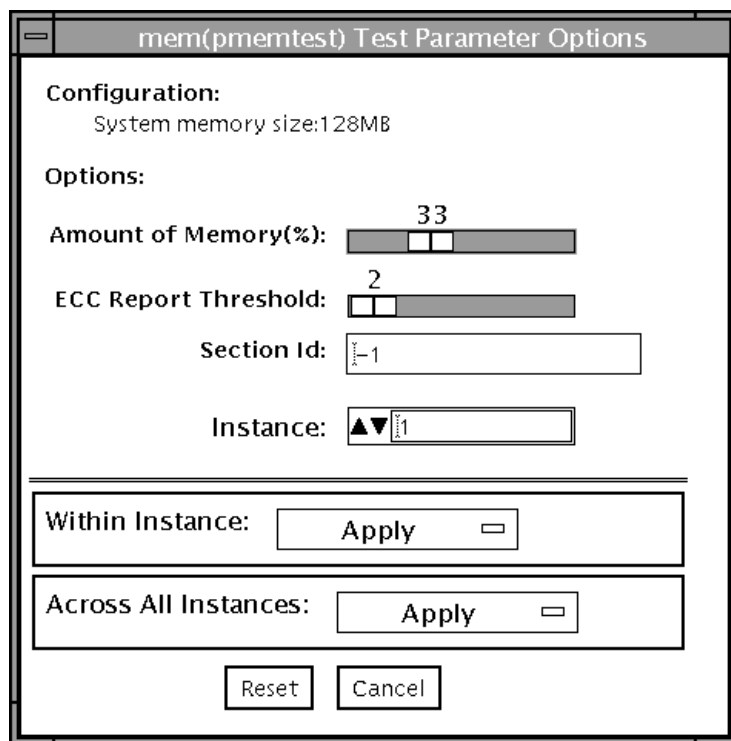 mem(pmemtest) Test Parameter Options
Configuration:
System memory size:128MB
Options:
33
Amount of Memory(%):
2
ECC Report Threshold:
Section Id: -1
Instance: 1
Within Instance: Apply
Across All Instances: Apply
Reset Cancel